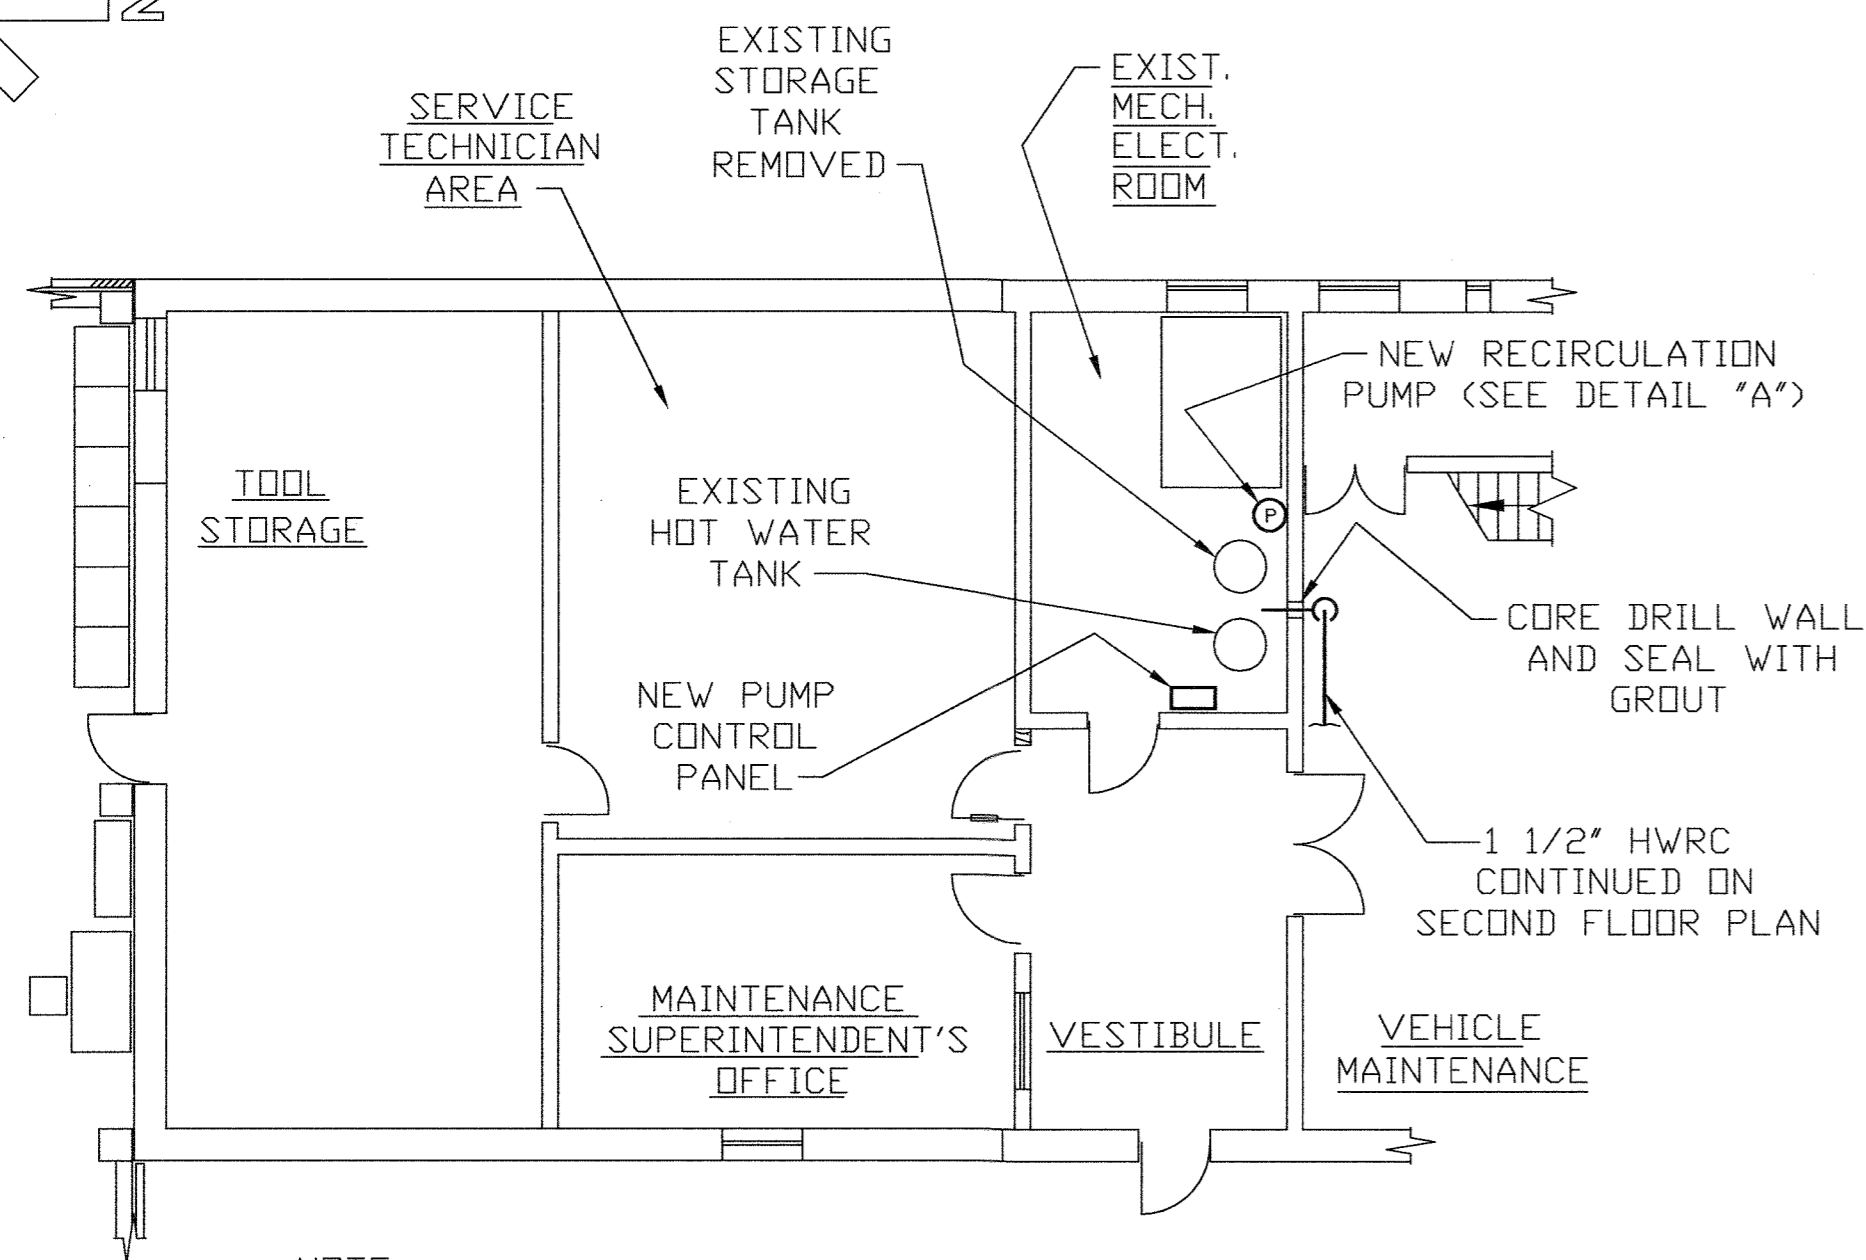 N
EXISTING
STORAGE
TANK
REMOVED
EXIST.
MECH.
ELECT.
ROOM
SERVICE
TECHNICIAN
AREA
NEW RECIRCULATION
PUMP (SEE DETAIL "A")
TOOL
STORAGE
EXISTING
HOT WATER
TANK
P
CORE DRILL WALL
AND SEAL WITH
GROUT
NEW PUMP
CONTROL
PANEL
1 1/2" HWRC
CONTINUED ON
SECOND FLOOR PLAN
MAINTENANCE
SUPERINTENDENT'S
OFFICE
VESTIBULE
VEHICLE
MAINTENANCE
NOTE